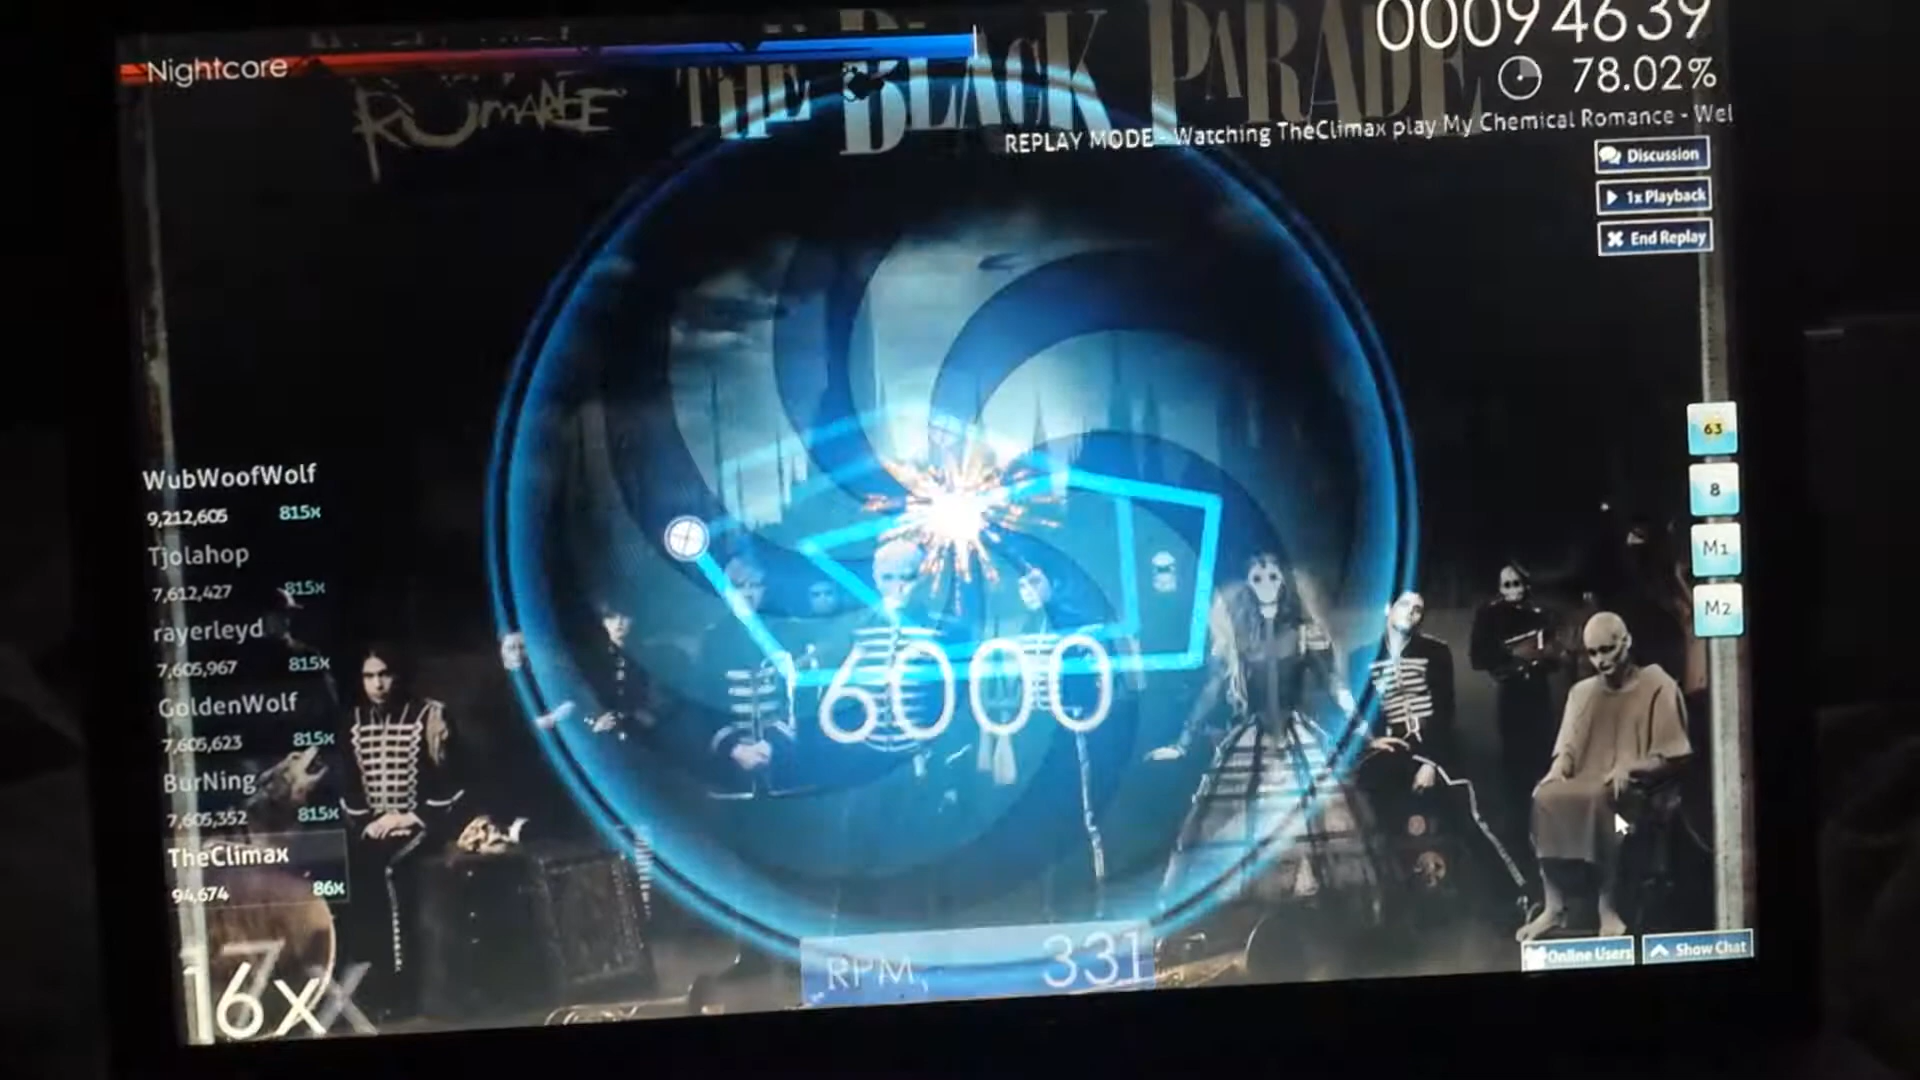 00094639
Nightcore
ROMANCE
THE BLACK PARADE
78.02%
REPLAY MODE - Watching TheClimax play My Chemical Romance - Wel
Discussion
1x Playback
End Replay
63
8
M1
M2
WubWoofWolf
9,212,605 815x
Tjolahop
7,612,427 815x
rayerleyd
7,605,967 815x
GoldenWolf
7,605,623 815x
BurNing
7,605,352 815x
TheClimax
94,674 86x
6000
16x
RPM: 331
Online Users
Show Chat